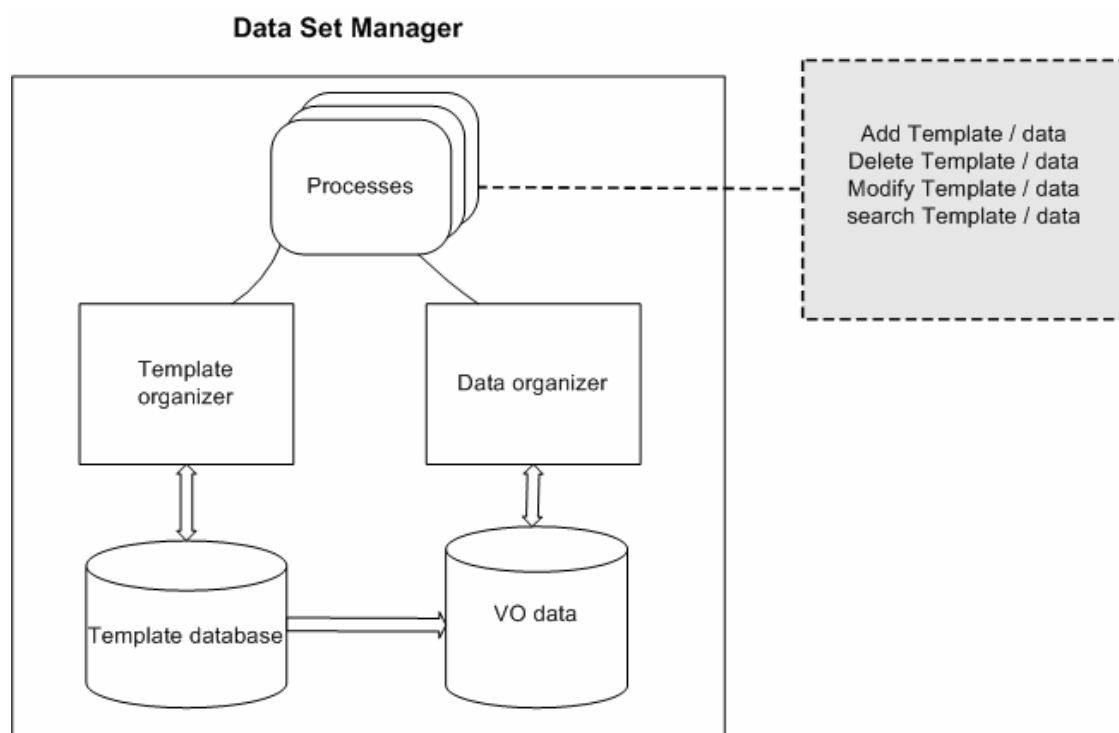 Data Set Manager
Processes
Add Template / data
Delete Template / data
Modify Template / data
search Template / data
Template
organizer
Data organizer
Template database
VO data